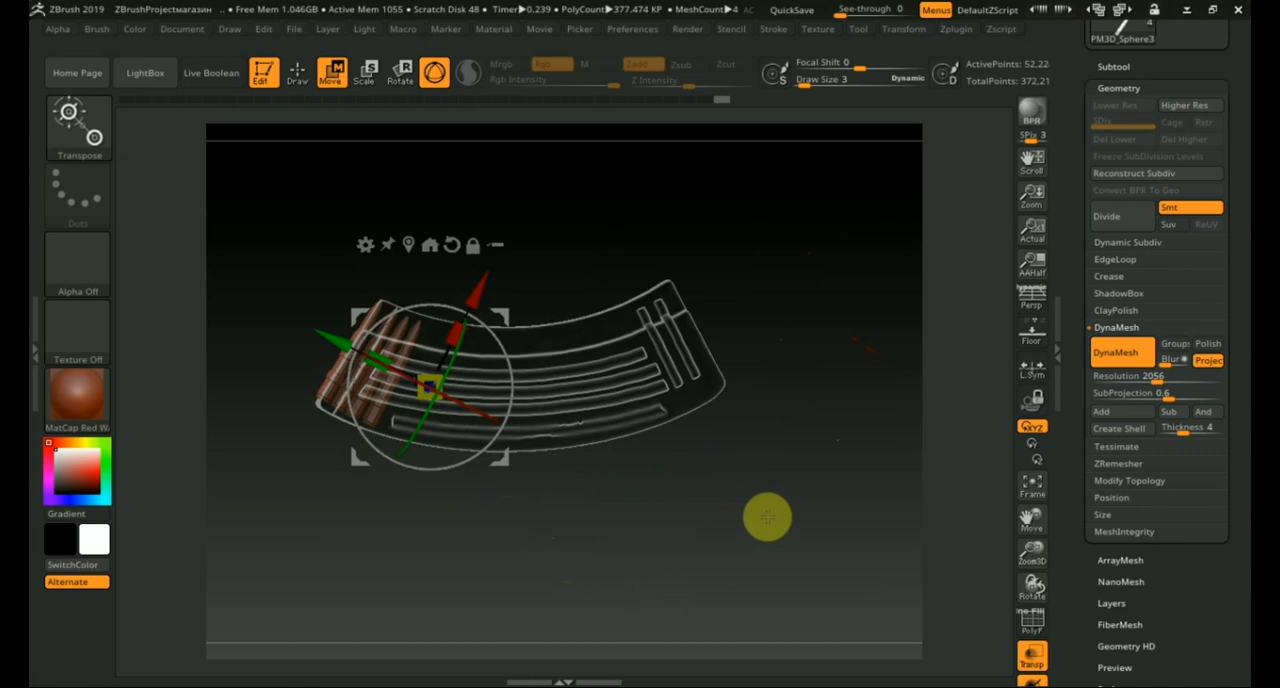 ZBrush 2019 ZBrushProjectмагазин .. ● Free Mem 1.046GB ● Active Mem 1055 ● Scratch Disk 48 ● Timer▶0.239 ● PolyCount▶377.474 KP ● MeshCount▶4 AC QuickSave See-through 0 Menus DefaultZScript
Alpha Brush Color Document Draw Edit File Layer Light Macro Marker Material Movie Picker Preferences Render Stencil Stroke Texture Tool Transform Zplugin Zscript
PM3D_Sphere3
4
Home Page LightBox Live Boolean Edit Draw Move Scale Rotate
Mrgb Rgb M Zadd Zsub Zcut
Rgb Intensity Z Intensity
Focal Shift 0
Draw Size 3 Dynamic
ActivePoints: 52,22
TotalPoints: 372,21
Transpose
Dots
Alpha Off
Texture Off
MatCap Red W
Gradient
SwitchColor
Alternate
BPR
SPix 3
Scroll
Zoom
Actual
AAHalf
Dynamic
Persp
Floor
L.Sym
XYZ
Frame
Move
Zoom3D
Rotate
PolyF
Transp
Subtool
Geometry
Lower Res Higher Res
SDiv Cage Rstr
Del Lower Del Higher
Freeze SubDivision Levels
Reconstruct Subdiv
Convert BPR To Geo
Divide Smt
Suv ReUV
Dynamic Subdiv
EdgeLoop
Crease
ShadowBox
ClayPolish
DynaMesh
DynaMesh Groups Polish
Blur Projec
Resolution 2056
SubProjection 0.6
Add Sub And
Create Shell Thickness 4
Tessimate
ZRemesher
Modify Topology
Position
Size
MeshIntegrity
ArrayMesh
NanoMesh
Layers
FiberMesh
Geometry HD
Preview